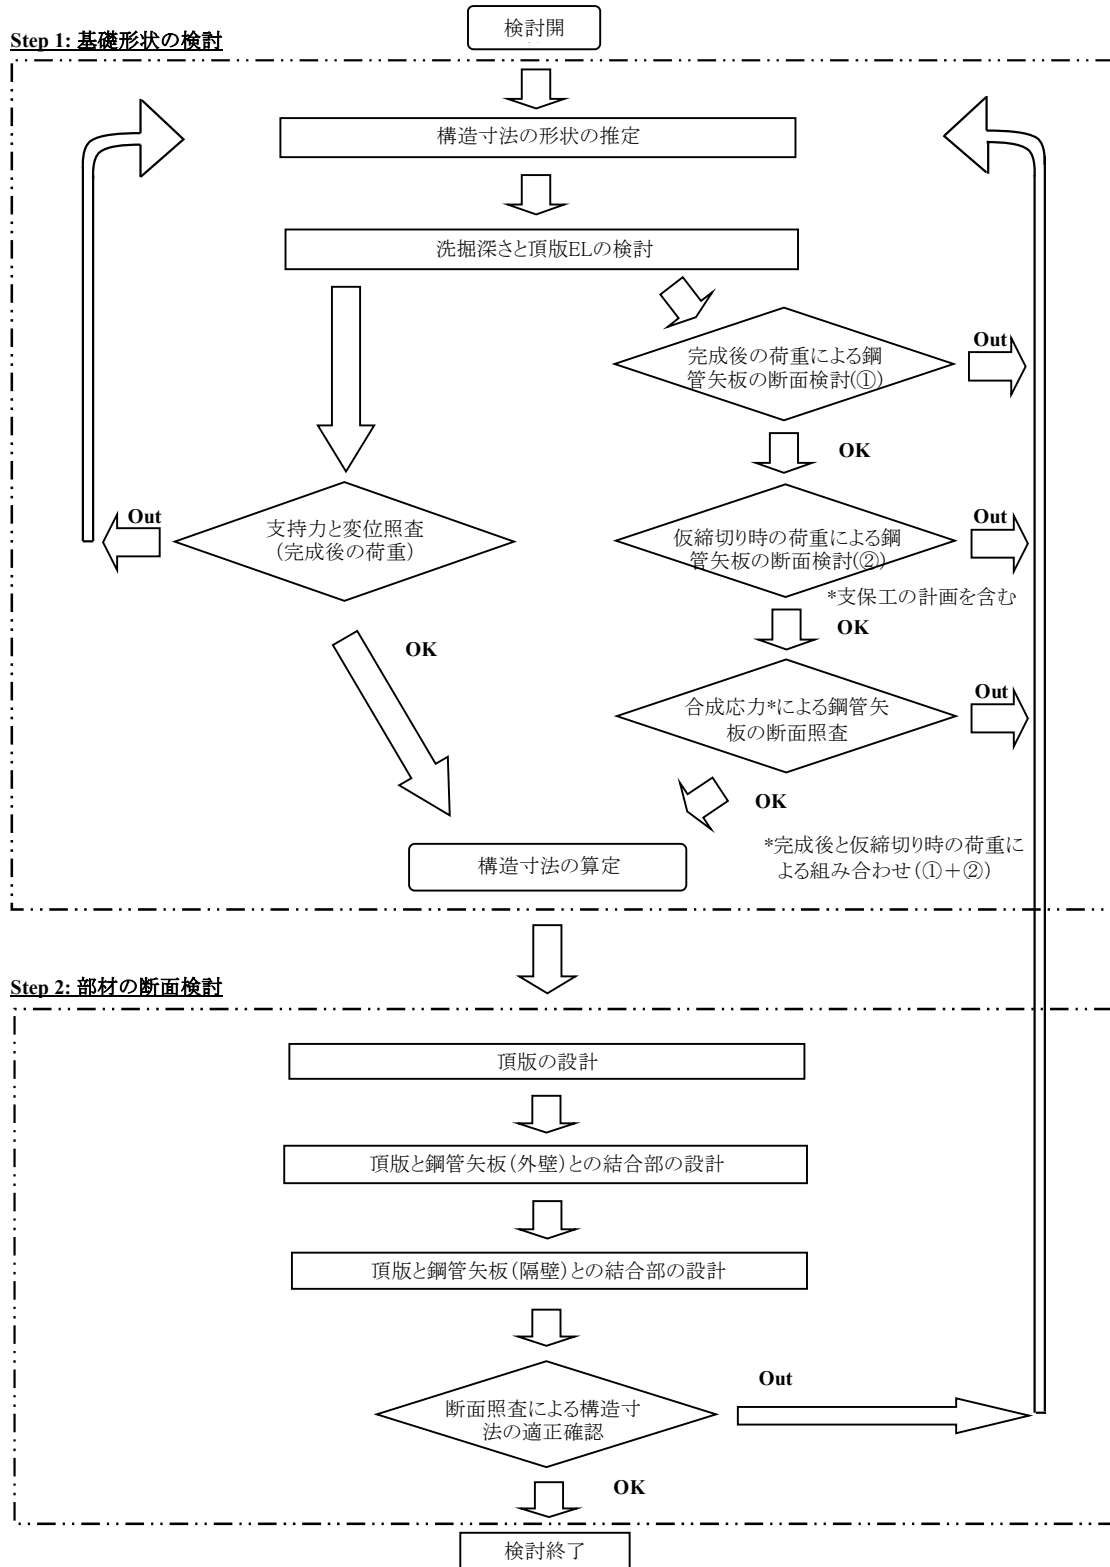 検討開
Step 1: 基礎形状の検討
構造寸法の形状の推定
洗掘深さと頂版ELの検討
完成後の荷重による鋼
管矢板の断面検討(①)
Out
OK
Out
支持力と変位照査
(完成後の荷重)
仮締切り時の荷重による鋼
管矢板の断面検討(②)
Out
*支保工の計画を含む
OK
OK
合成応力*による鋼管矢
板の断面照査
Out
OK
*完成後と仮締切り時の荷重に
よる組み合わせ(①+②)
構造寸法の算定
Step 2: 部材の断面検討
頂版の設計
頂版と鋼管矢板(外壁)との結合部の設計
頂版と鋼管矢板(隔壁)との結合部の設計
断面照査による構造寸
法の適正確認
Out
OK
検討終了